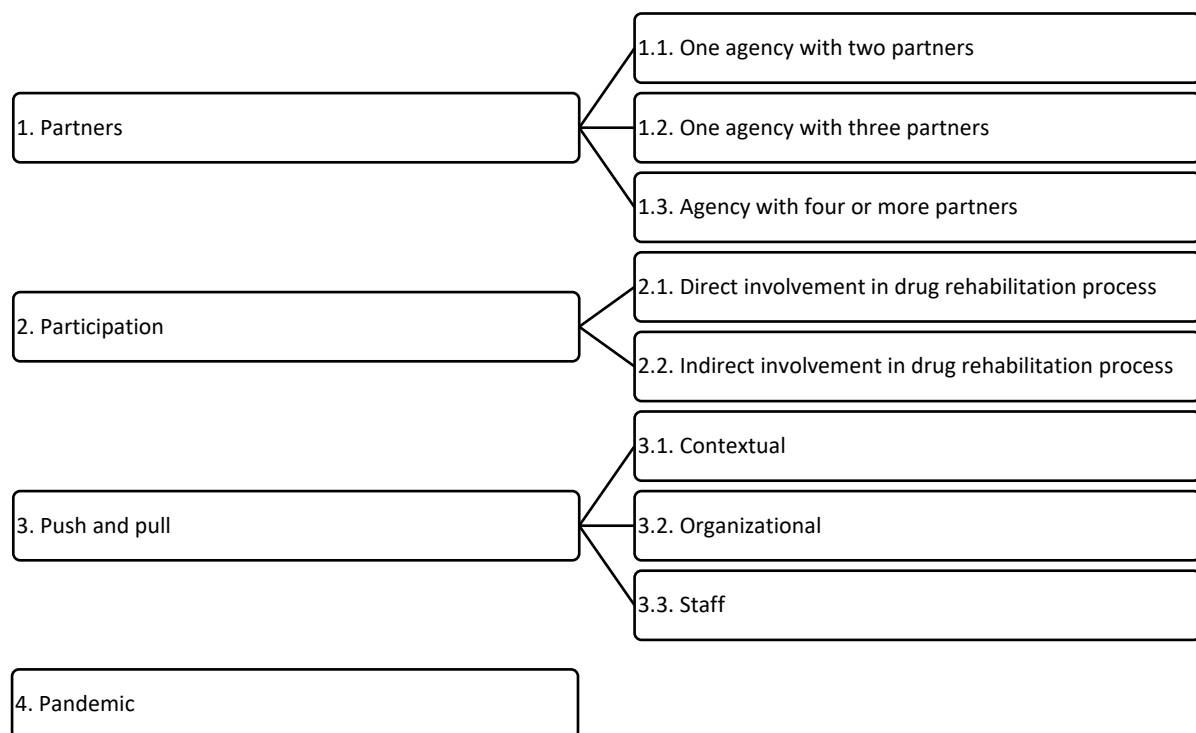 1. Partners
1.1. One agency with two partners
1.2. One agency with three partners
1.3. Agency with four or more partners
2. Participation
2.1. Direct involvement in drug rehabilitation process
2.2. Indirect involvement in drug rehabilitation process
3. Push and pull
3.1. Contextual
3.2. Organizational
3.3. Staff
4. Pandemic